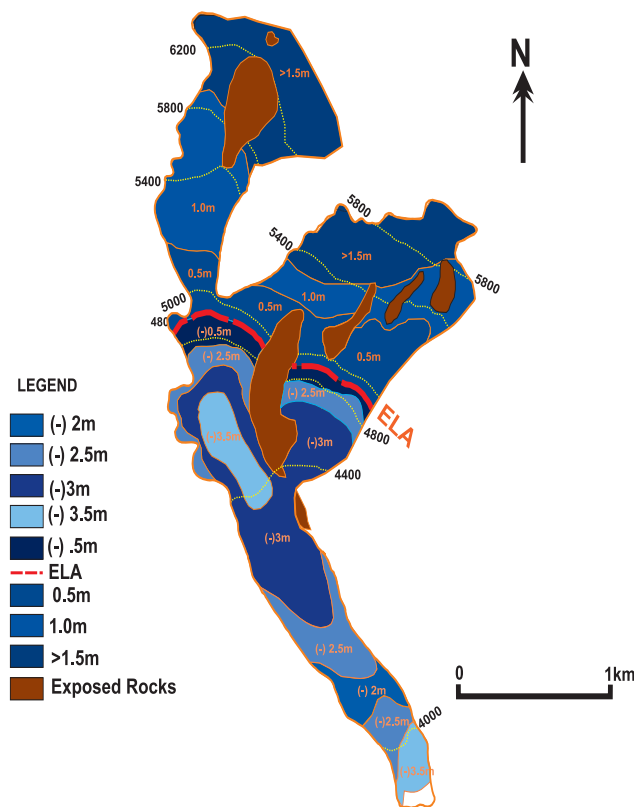 6200
>1.5m
N
5800
5400
1.0m
5800
5400
>1.5m
0.5m
5800
5000
1.0m
0.5m
480
(-)0.5m
0.5m
(-) 2.5m
(-) 2.5m
ELA
4800
(-)3m
4400
(-)3m
(-) 2.5m
(-) 2m
4000
(-)2.5m
LEGEND
(-) 2m
(-) 2.5m
(-)3m
(-) 3.5m
(-) .5m
ELA
0.5m
1.0m
>1.5m
Exposed Rocks
0
1km